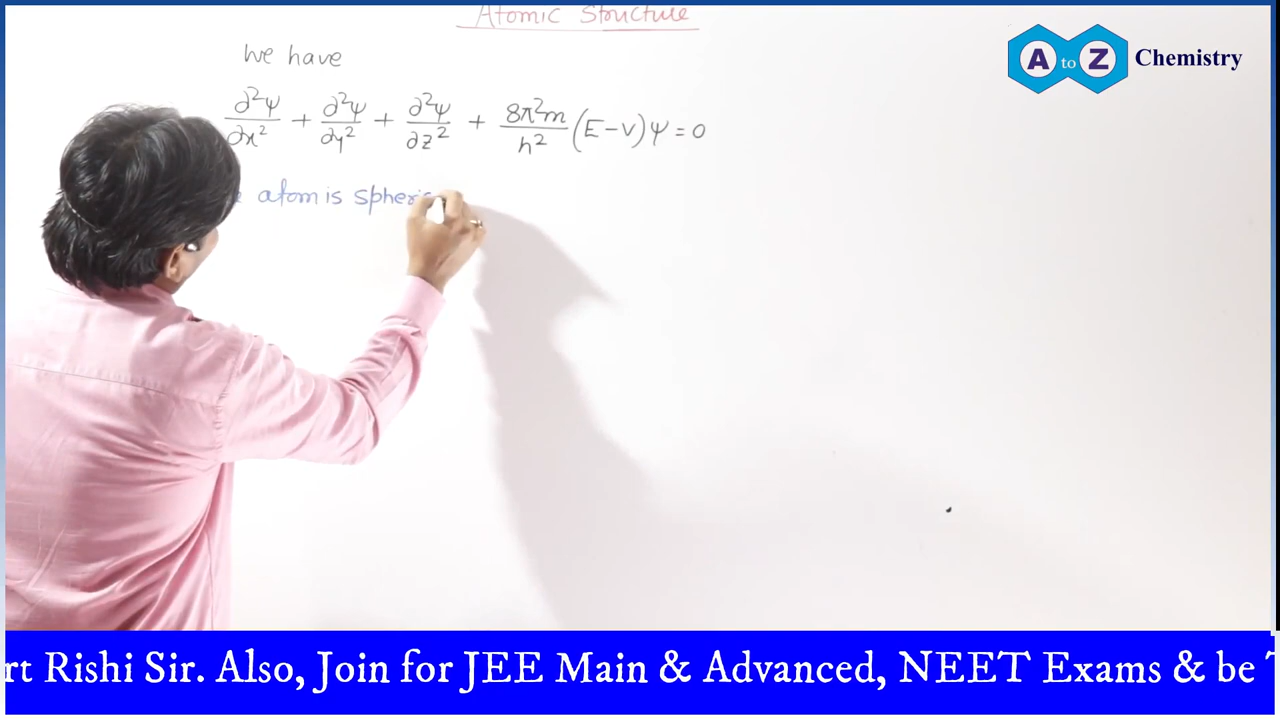 Atomic Structure
A to Z Chemistry
We have
∂²ψ/∂x² + ∂²ψ/∂y² + ∂²ψ/∂z² + 8π²m/h² (E-V)ψ = 0
atom is spheri
rt Rishi Sir. Also, Join for JEE Main & Advanced, NEET Exams & be